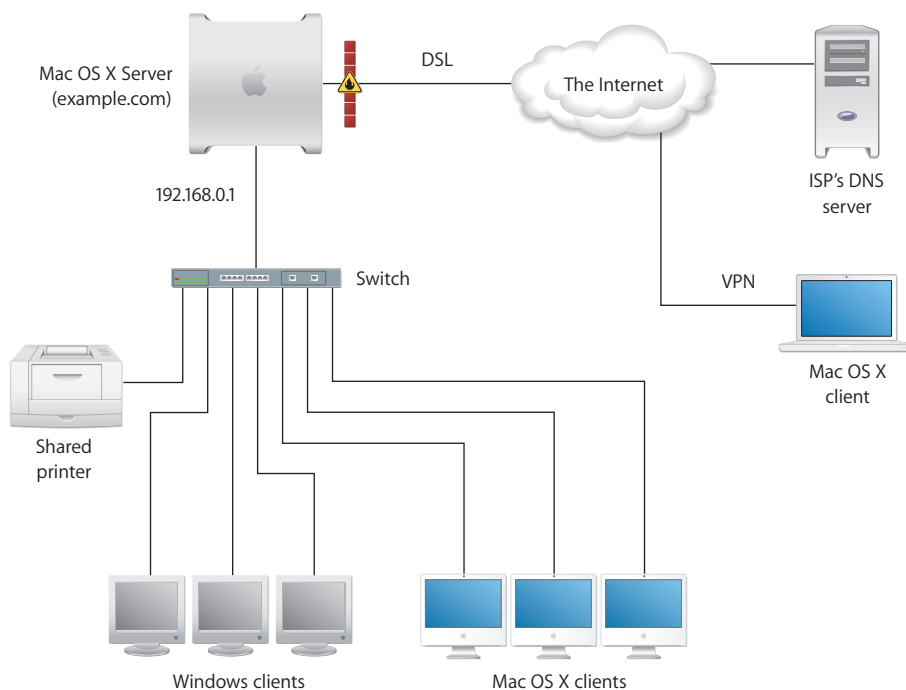 Mac OS X Server
(example.com)
DSL
The Internet
ISP's DNS
server
192.168.0.1
Switch
VPN
Mac OS X
client
Shared
printer
Windows clients
Mac OS X clients